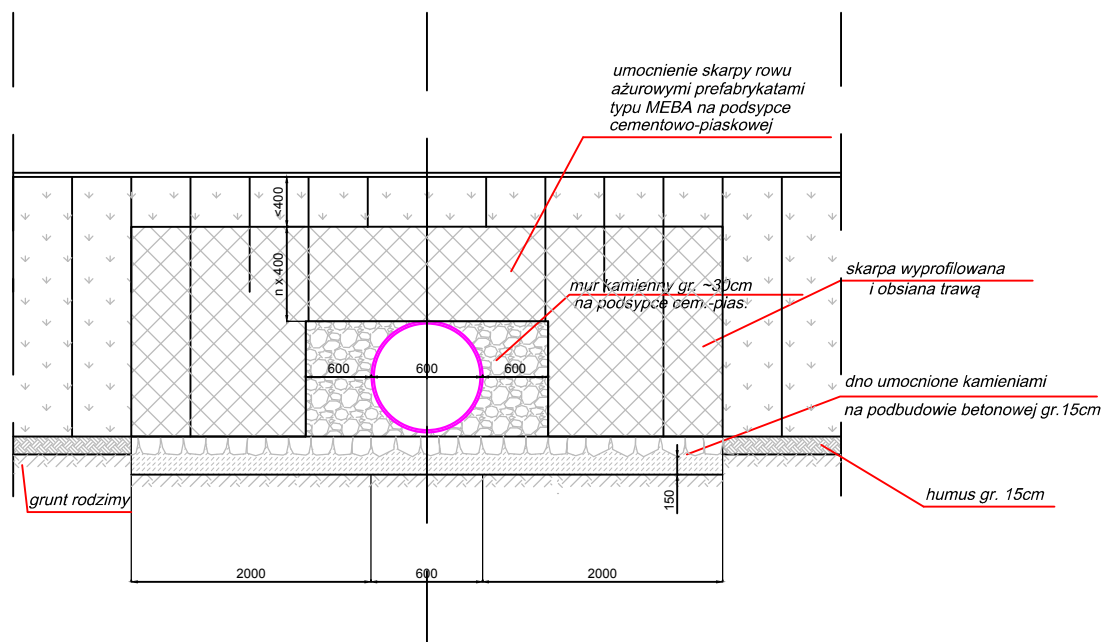 umocnienie skarpy rowu
ażurowymi prefabrykatami
typu MEBA na podsypce
cementowo-piaskowej
<400
n x 400
mur kamienny gr. ~30cm
na podsypce cem.-pias.
skarpa wyprofilowana
i obsiana trawą
600
600
600
dno umocnione kamieniami
na podbudowie betonowej gr.15cm
150
grunt rodzimy
humus gr. 15cm
2000
600
2000